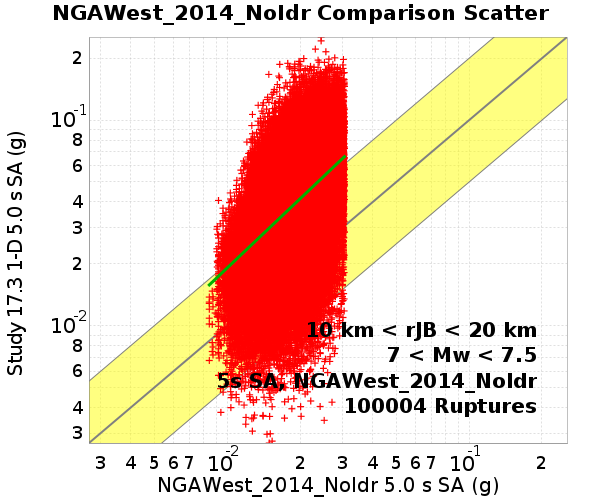 NGAWest_2014_NoIdr Comparison Scatter
Study 17.3 1-D 5.0 s SA (g)
2
10-1
8
6
4
3
2
10-2
8
6
4
3
10 km < rJB < 20 km
7 < Mw < 7.5
5s SA, NGAWest_2014_NoIdr
100004 Ruptures
3 4 5 6 7 10-2 2 3 4 5 6 7 10-1 2
NGAWest_2014_NoIdr 5.0 s SA (g)